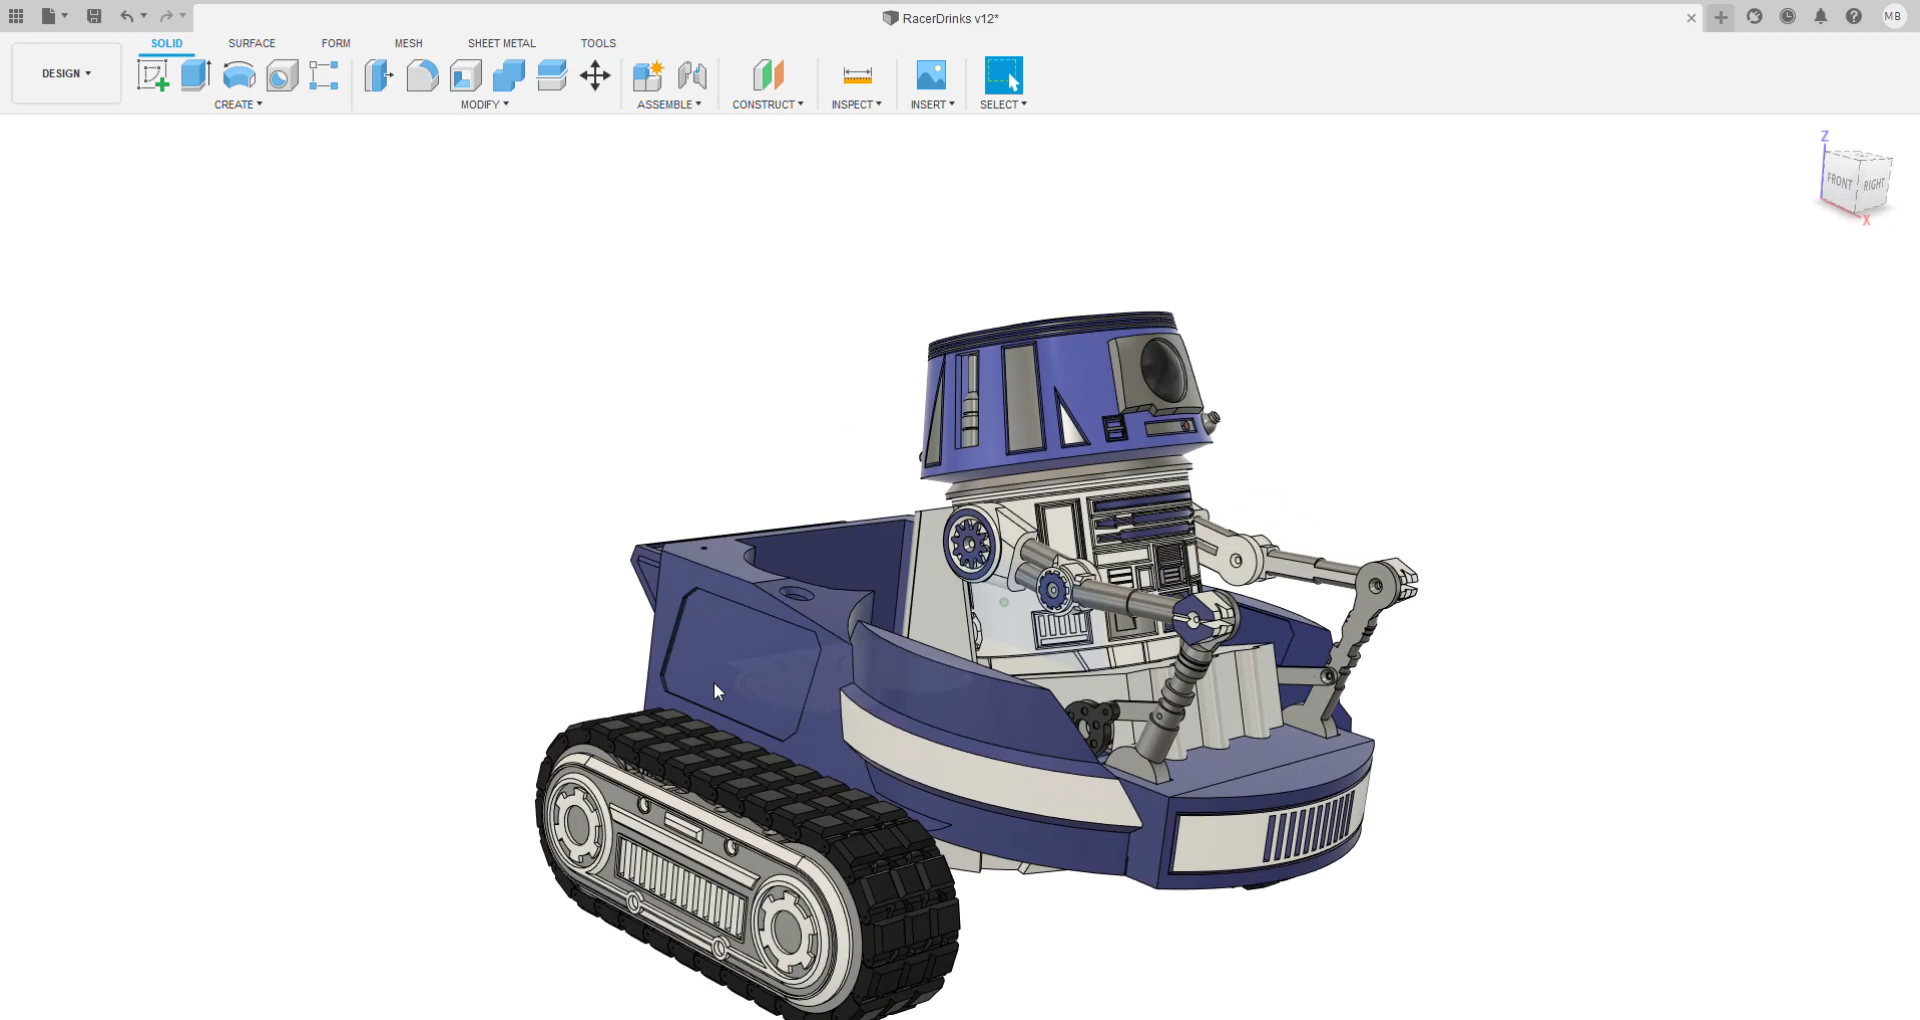 RacerDrinks v12*
MB
SOLID SURFACE FORM MESH SHEET METAL TOOLS
DESIGN
CREATE MODIFY ASSEMBLE CONSTRUCT INSPECT INSERT SELECT
Z
FRONT RIGHT
X